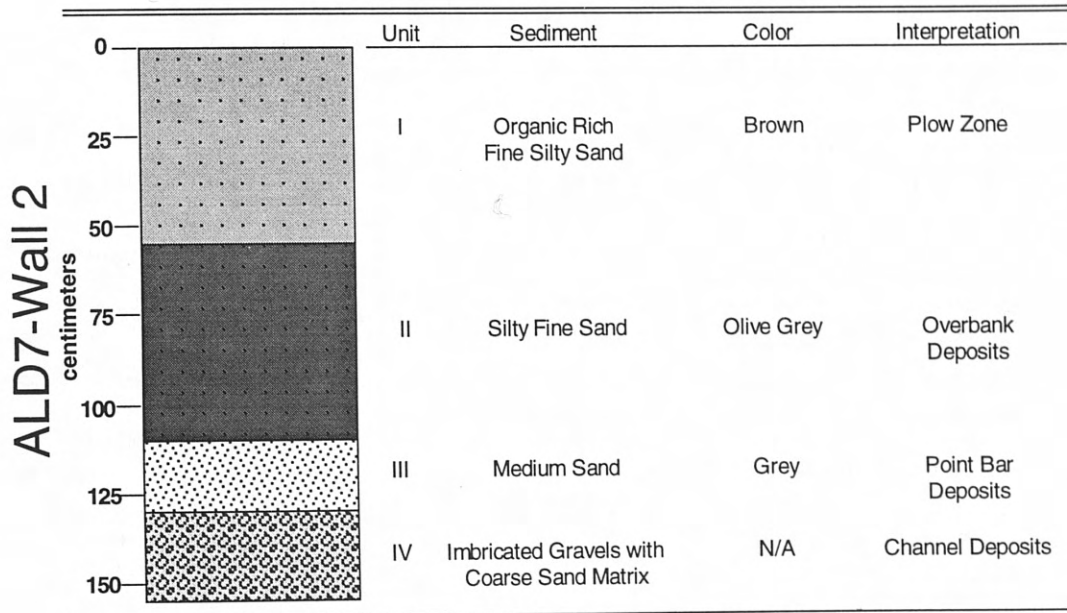 ALD7-Wall 2
centimeters
0
25
50
75
100
125
150
Unit Sediment Color Interpretation
I Organic Rich Brown Plow Zone
Fine Silty Sand
II Silty Fine Sand Olive Grey Overbank
Deposits
III Medium Sand Grey Point Bar
Deposits
IV Imbricated Gravels with N/A Channel Deposits
Coarse Sand Matrix